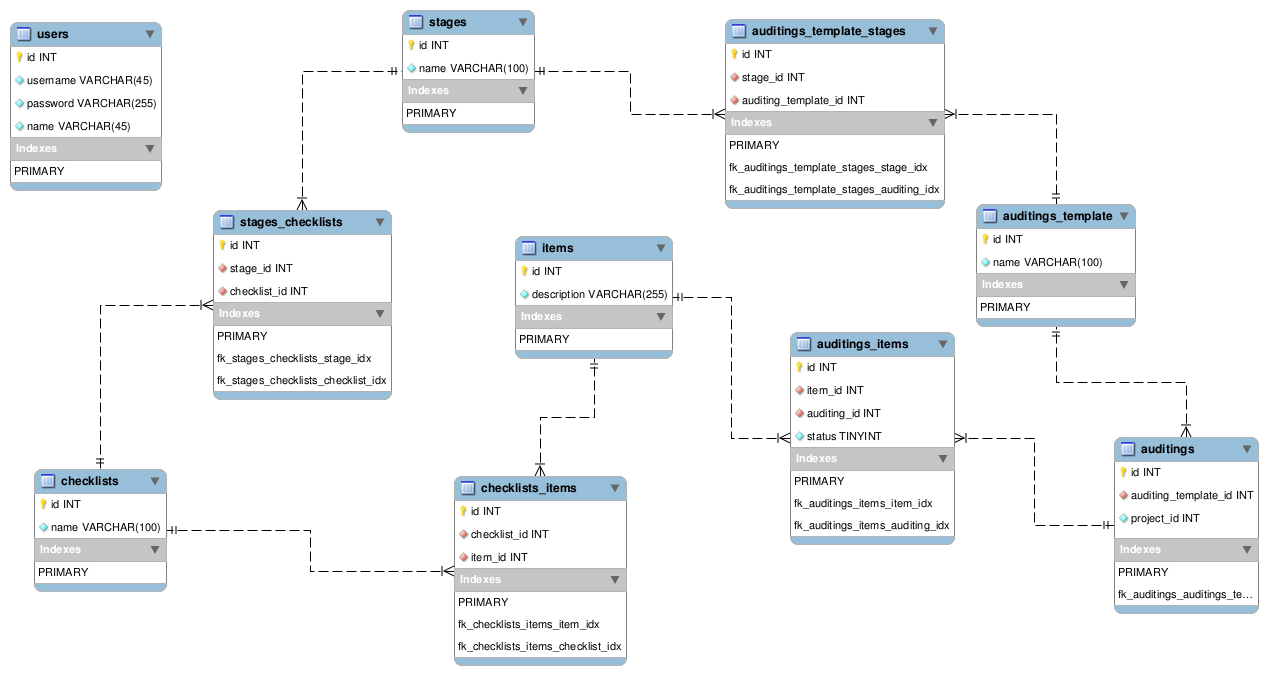 users
id INT
username VARCHAR(45)
password VARCHAR(255)
name VARCHAR(45)
Indexes
PRIMARY
stages
id INT
name VARCHAR(100)
Indexes
PRIMARY
auditings_template_stages
id INT
stage_id INT
auditing_template_id INT
Indexes
PRIMARY
fk_auditings_template_stages_stage_idx
fk_auditings_template_stages_auditing_idx
stages_checklists
id INT
stage_id INT
checklist_id INT
Indexes
PRIMARY
fk_stages_checklists_stage_idx
fk_stages_checklists_checklist_idx
items
id INT
description VARCHAR(255)
Indexes
PRIMARY
auditings_template
id INT
name VARCHAR(100)
Indexes
PRIMARY
auditings_items
id INT
item_id INT
auditing_id INT
status TINYINT
Indexes
PRIMARY
fk_auditings_items_item_idx
fk_auditings_items_auditing_idx
checklists
id INT
name VARCHAR(100)
Indexes
PRIMARY
checklists_items
id INT
checklist_id INT
item_id INT
Indexes
PRIMARY
fk_checklists_items_item_idx
fk_checklists_items_checklist_idx
auditings
id INT
auditing_template_id INT
project_id INT
Indexes
PRIMARY
fk_auditings_auditings_te...